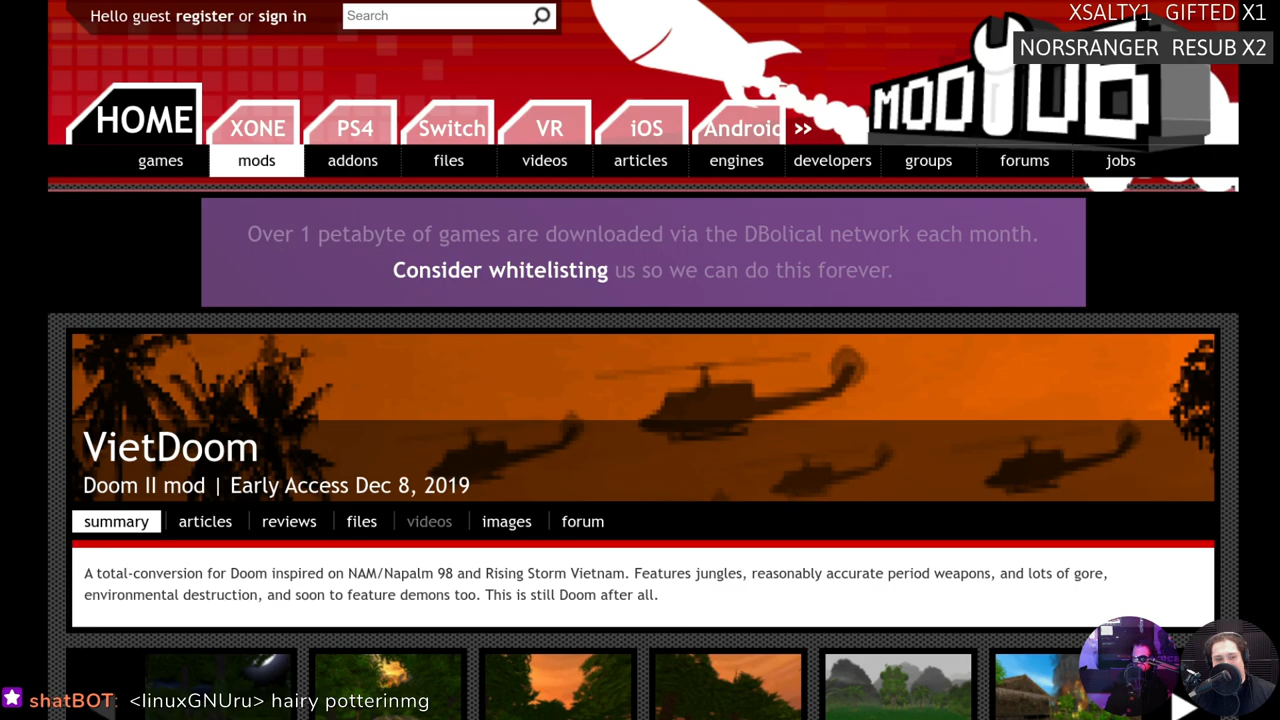 Hello guest register or sign in
Search
XSALTY1 GIFTED X1
NORSRANGER RESUB X2
MODDB
HOME
XONE
PS4
Switch
VR
iOS
Android
»
games
mods
addons
files
videos
articles
engines
developers
groups
forums
jobs
Over 1 petabyte of games are downloaded via the DBolical network each month.
Consider whitelisting us so we can do this forever.
VietDoom
Doom II mod | Early Access Dec 8, 2019
summary
articles
reviews
files
videos
images
forum
A total-conversion for Doom inspired on NAM/Napalm 98 and Rising Storm Vietnam. Features jungles, reasonably accurate period weapons, and lots of gore,
environmental destruction, and soon to feature demons too. This is still Doom after all.
shatBOT: <linuxGNUru> hairy potterinmg